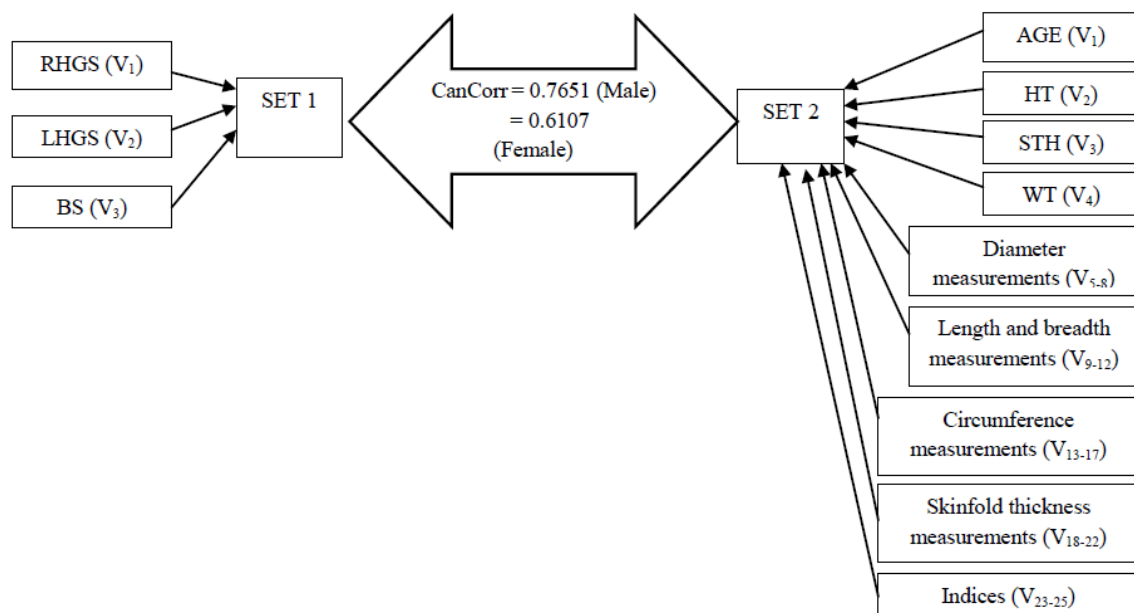 RHGS (V₁)
LHGS (V₂)
BS (V₃)
SET 1
CanCorr = 0.7651 (Male)
= 0.6107
(Female)
SET 2
AGE (V₁)
HT (V₂)
STH (V₃)
WT (V₄)
Diameter
measurements (V₅₋₈)
Length and breadth
measurements (V₉₋₁₂)
Circumference
measurements (V₁₃₋₁₇)
Skinfold thickness
measurements (V₁₈₋₂₂)
Indices (V₂₃₋₂₅)